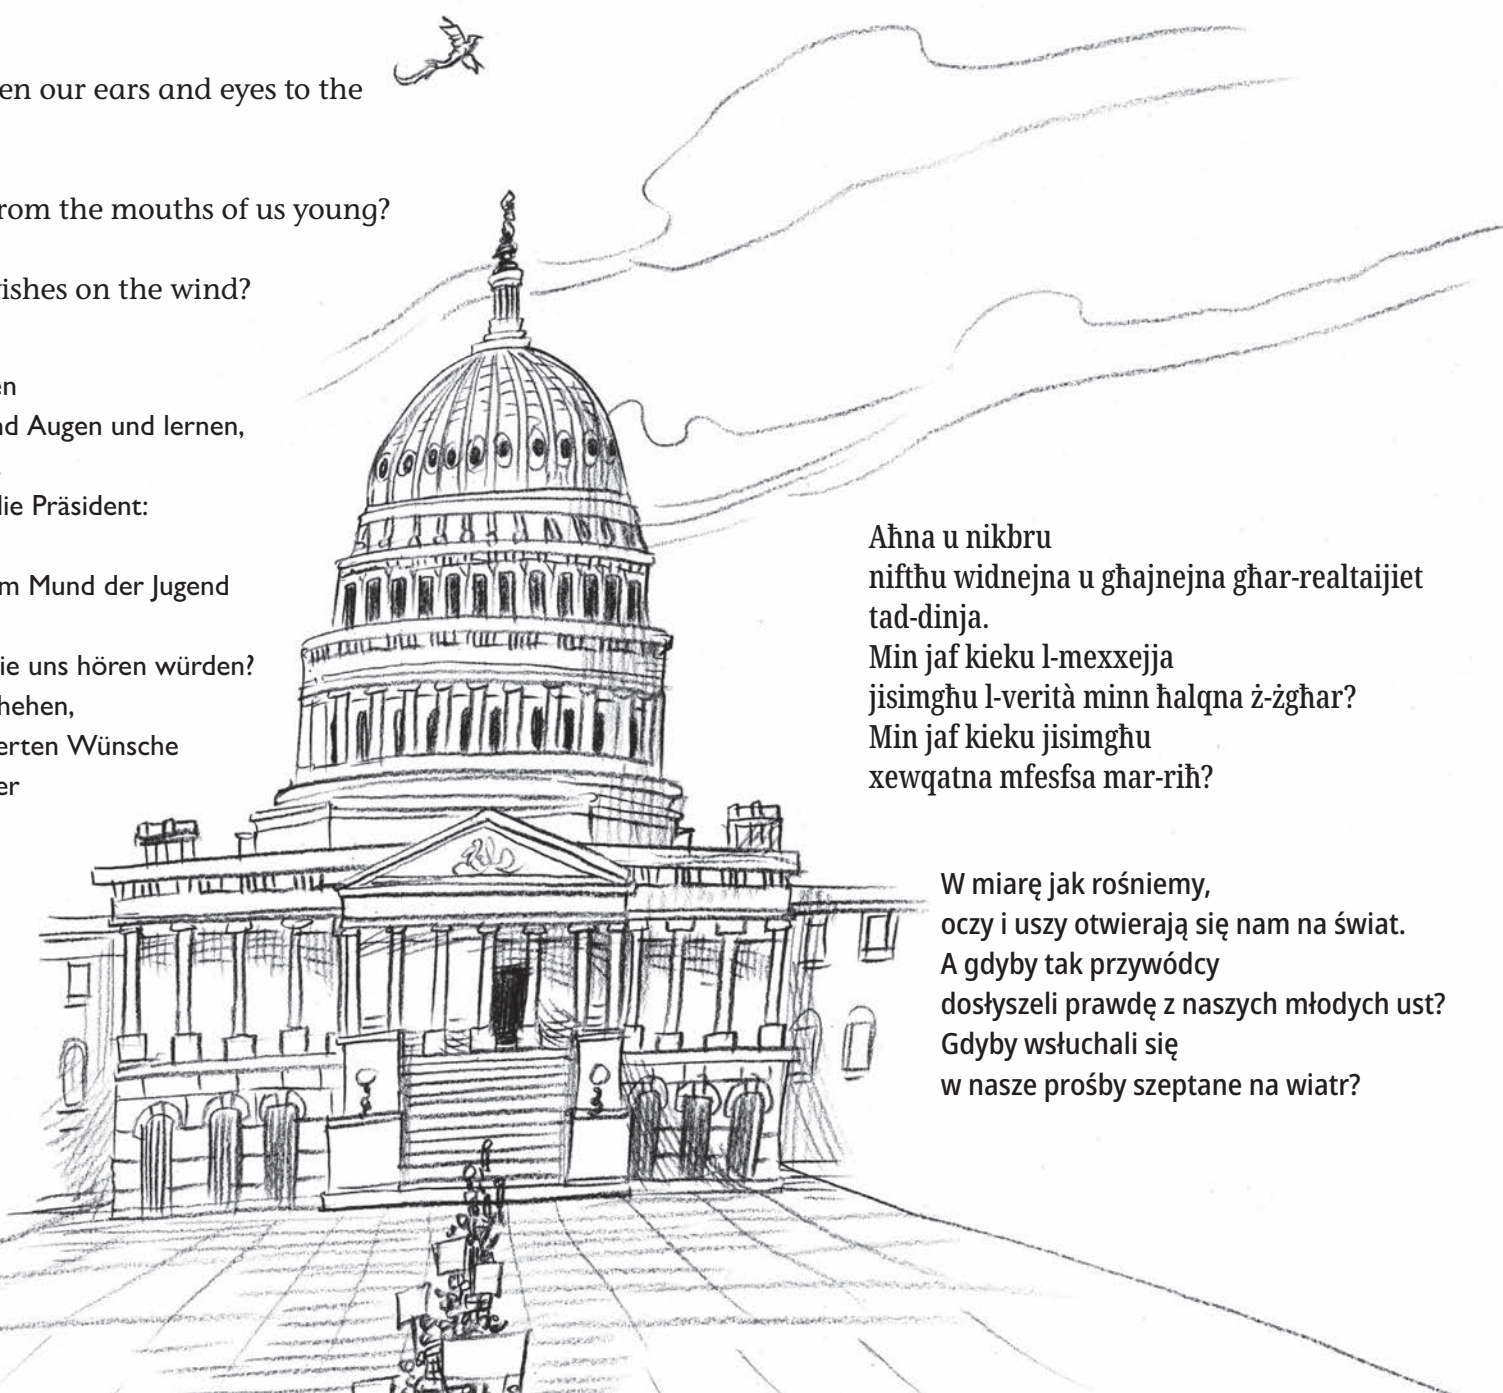 en our ears and eyes to the
rom the mouths of us young?
ishes on the wind?
en
nd Augen und lernen,
lie Präsident:
m Mund der Jugend
ie uns hören würden?
hehen,
erten Wünsche
er
Aħna u nikbru
niftħu widnejna u għajnejna għar-realtaijiet
tad-dinja.
Min jaf kieku l-mexxejja
jisimgħu l-verità minn ħalqna ż-żgħar?
Min jaf kieku jisimgħu
xewqatna mfesfsa mar-riħ?
W miarę jak rośniemy,
oczy i uszy otwierają się nam na świat.
A gdyby tak przywódcy
dosłyszeli prawdę z naszych młodych ust?
Gdyby wsłuchali się
w nasze prośby szeptane na wiatr?